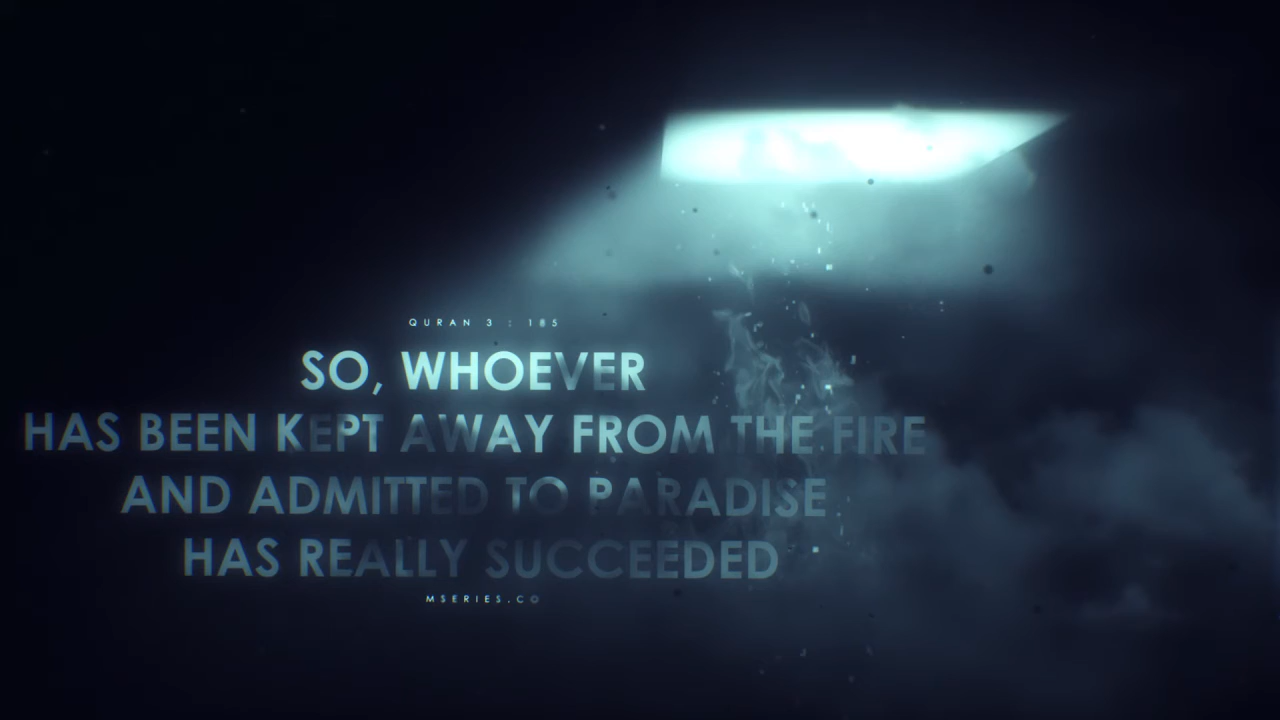 QURAN 3 : 185
SO, WHOEVER
HAS BEEN KEPT AWAY FROM THE FIRE
AND ADMITTED TO PARADISE
HAS REALLY SUCCEEDED
MSERIES.CO